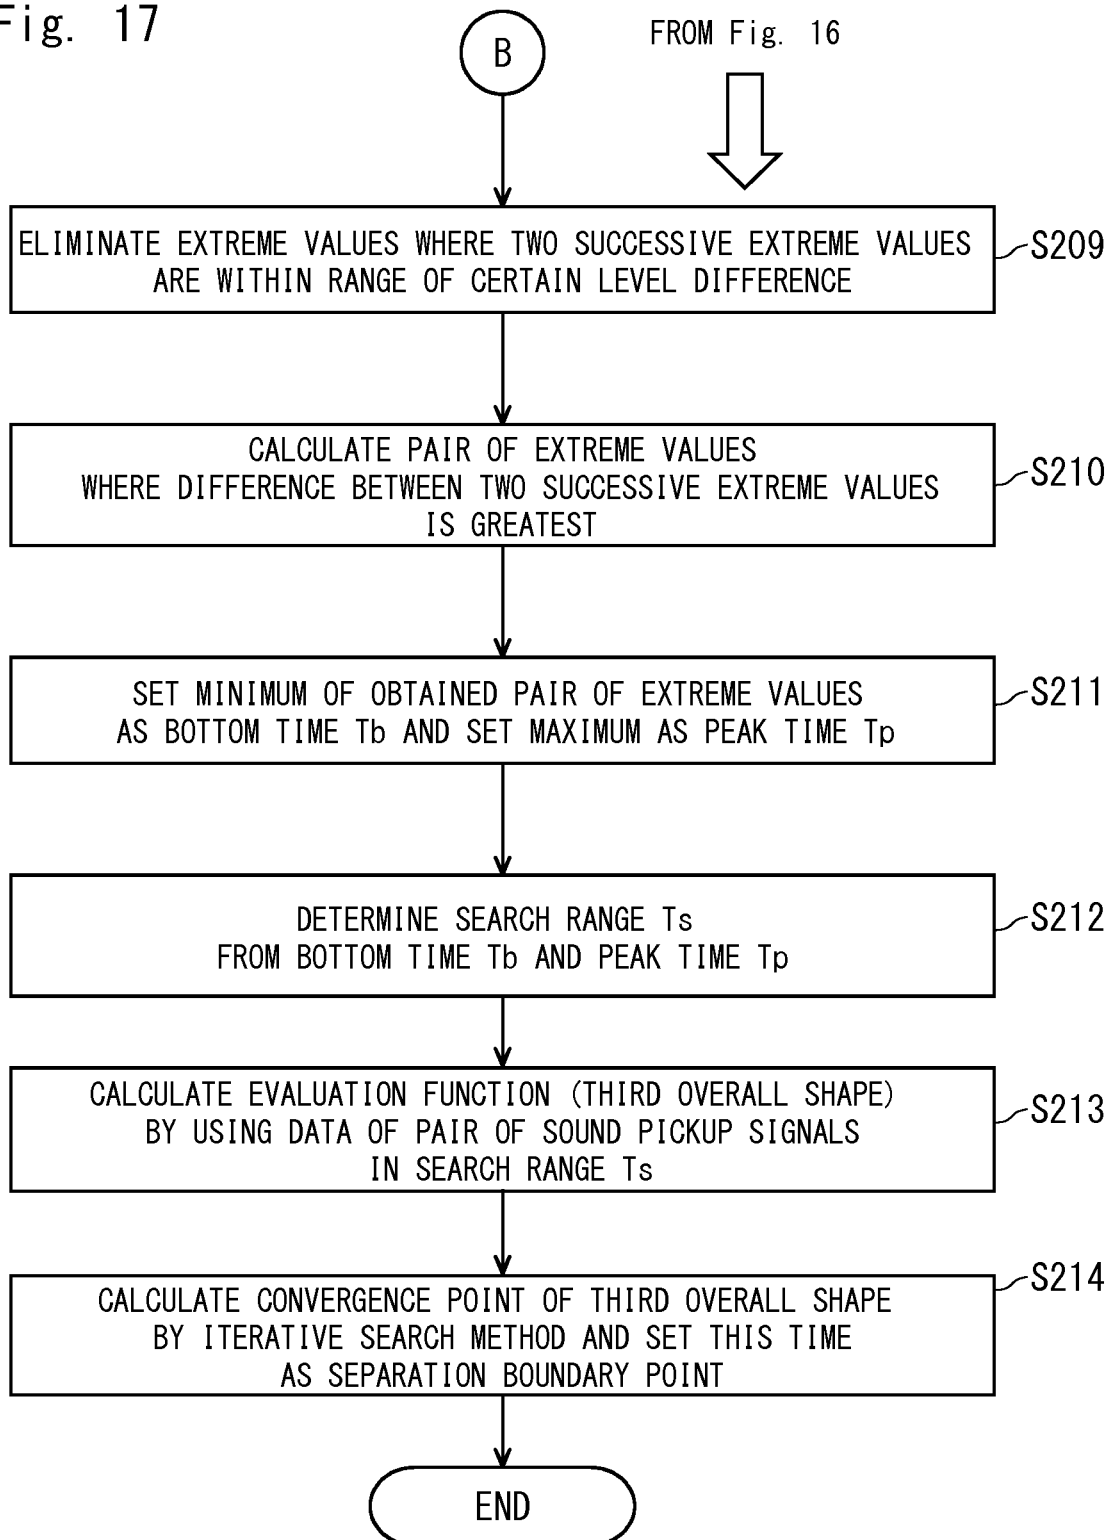 Fig. 17
B
FROM Fig. 16
ELIMINATE EXTREME VALUES WHERE TWO SUCCESSIVE EXTREME VALUES
ARE WITHIN RANGE OF CERTAIN LEVEL DIFFERENCE
S209
CALCULATE PAIR OF EXTREME VALUES
WHERE DIFFERENCE BETWEEN TWO SUCCESSIVE EXTREME VALUES
IS GREATEST
S210
SET MINIMUM OF OBTAINED PAIR OF EXTREME VALUES
AS BOTTOM TIME Tb AND SET MAXIMUM AS PEAK TIME Tp
S211
DETERMINE SEARCH RANGE Ts
FROM BOTTOM TIME Tb AND PEAK TIME Tp
S212
CALCULATE EVALUATION FUNCTION (THIRD OVERALL SHAPE)
BY USING DATA OF PAIR OF SOUND PICKUP SIGNALS
IN SEARCH RANGE Ts
S213
CALCULATE CONVERGENCE POINT OF THIRD OVERALL SHAPE
BY ITERATIVE SEARCH METHOD AND SET THIS TIME
AS SEPARATION BOUNDARY POINT
S214
END